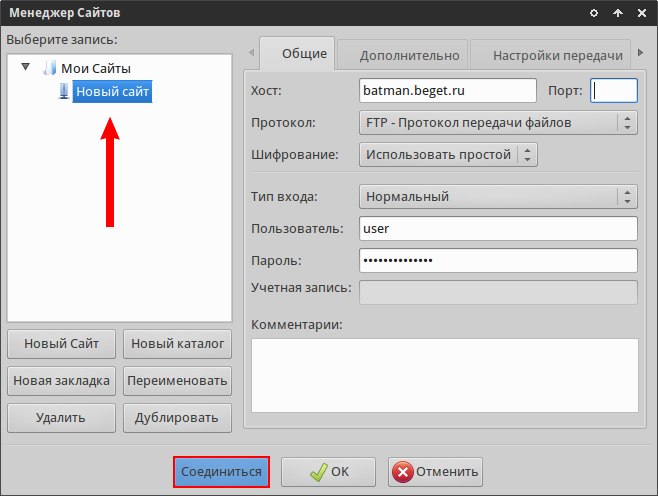 Менеджер Сайтов
Выберите запись:
Мои Сайты
Новый сайт
Новый Сайт
Новый каталог
Новая закладка
Переименовать
Удалить
Дублировать
Общие
Дополнительно
Настройки передачи
Хост:
batman.beget.ru
Порт:
Протокол:
FTP - Протокол передачи файлов
Шифрование:
Использовать простой
Тип входа:
Нормальный
Пользователь:
user
Пароль:
••••••••••••••
Учетная запись:
Комментарии:
Соединиться
OK
Отменить